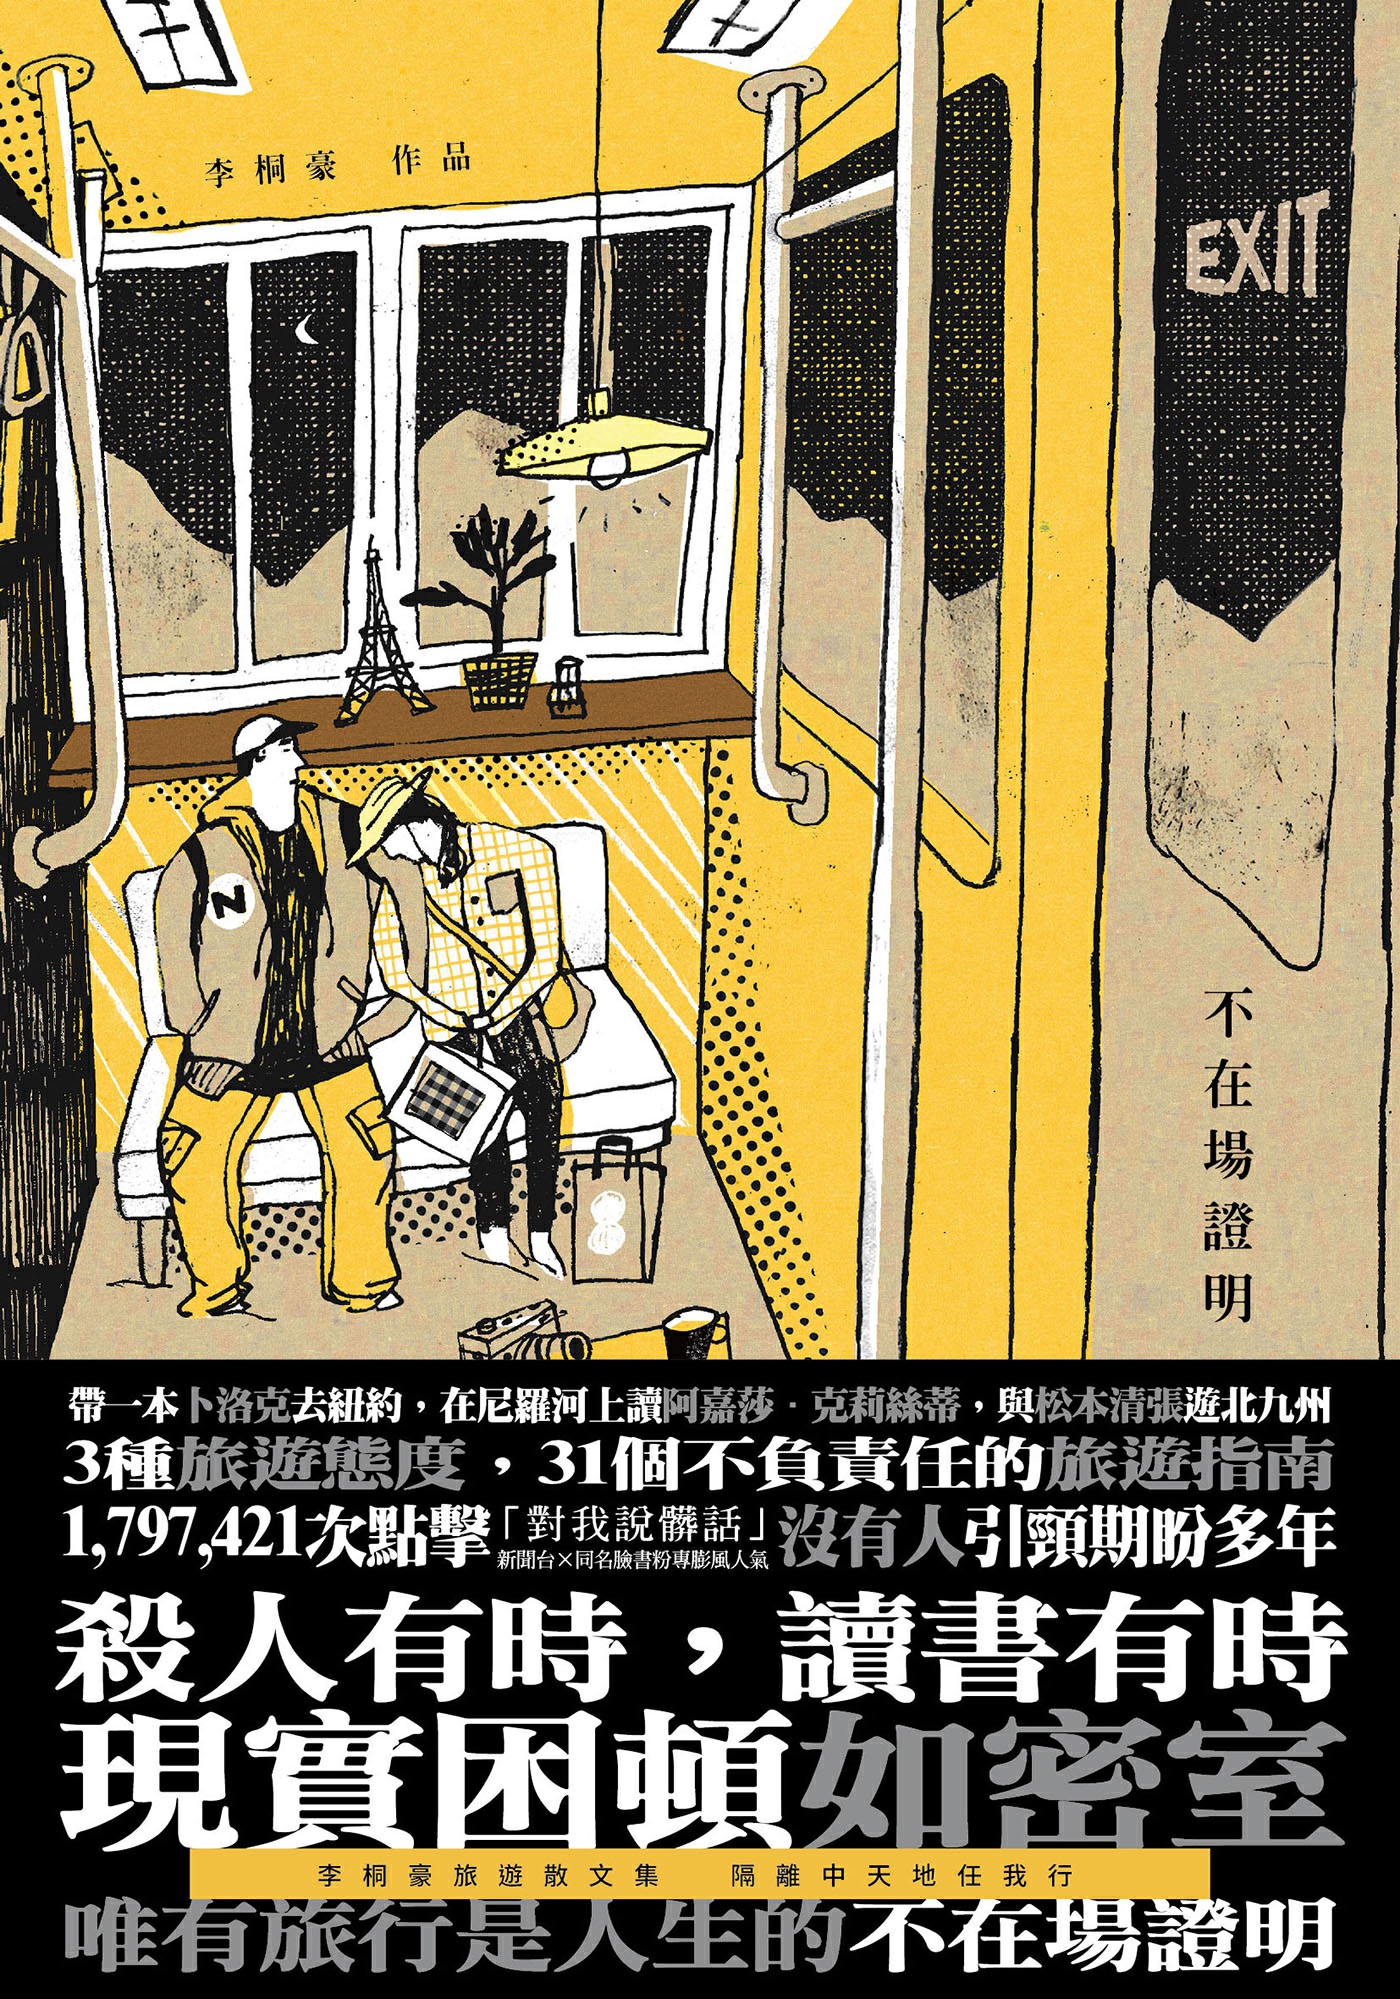 李桐豪 作品
EXIT
N
不在場證明
帶一本卜洛克去紐約，在尼羅河上讀阿嘉莎‧克莉絲蒂，與松本清張遊北九州
3種旅遊態度，31個不負責任的旅遊指南
1,797,421次點擊「對我說髒話」沒有人引頸期盼多年
新聞台×同名臉書粉專膨風人氣
殺人有時，讀書有時
現實困頓如密室
李桐豪旅遊散文集 隔離中天地任我行
唯有旅行是人生的不在場證明